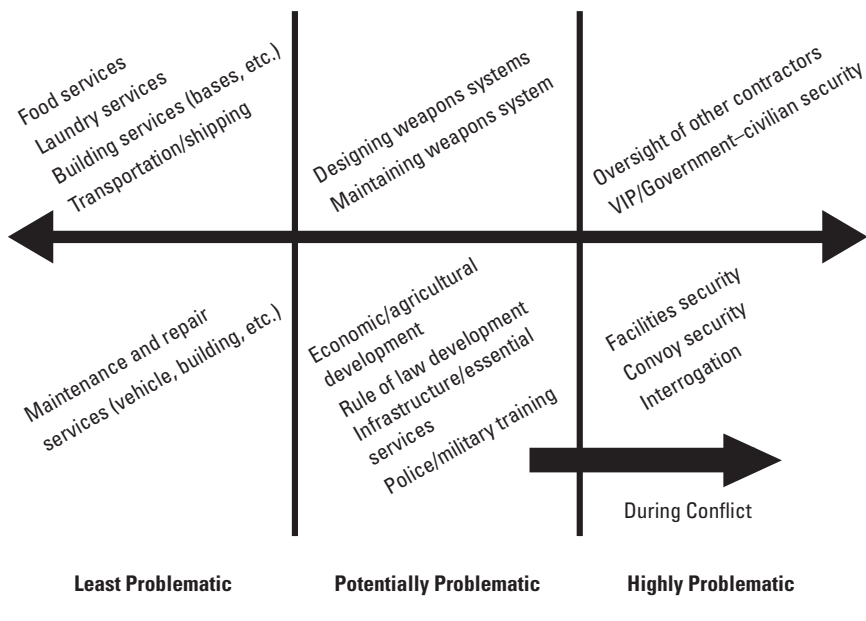 Food services
Laundry services
Building services (bases, etc.)
Transportation/shipping
Designing weapons systems
Maintaining weapons system
Oversight of other contractors
VIP/Government–civilian security
Maintenance and repair
services (vehicle, building, etc.)
Economic/agricultural
development
Rule of law development
Infrastructure/essential
services
Police/military training
Facilities security
Convoy security
Interrogation
During Conflict
Least Problematic
Potentially Problematic
Highly Problematic